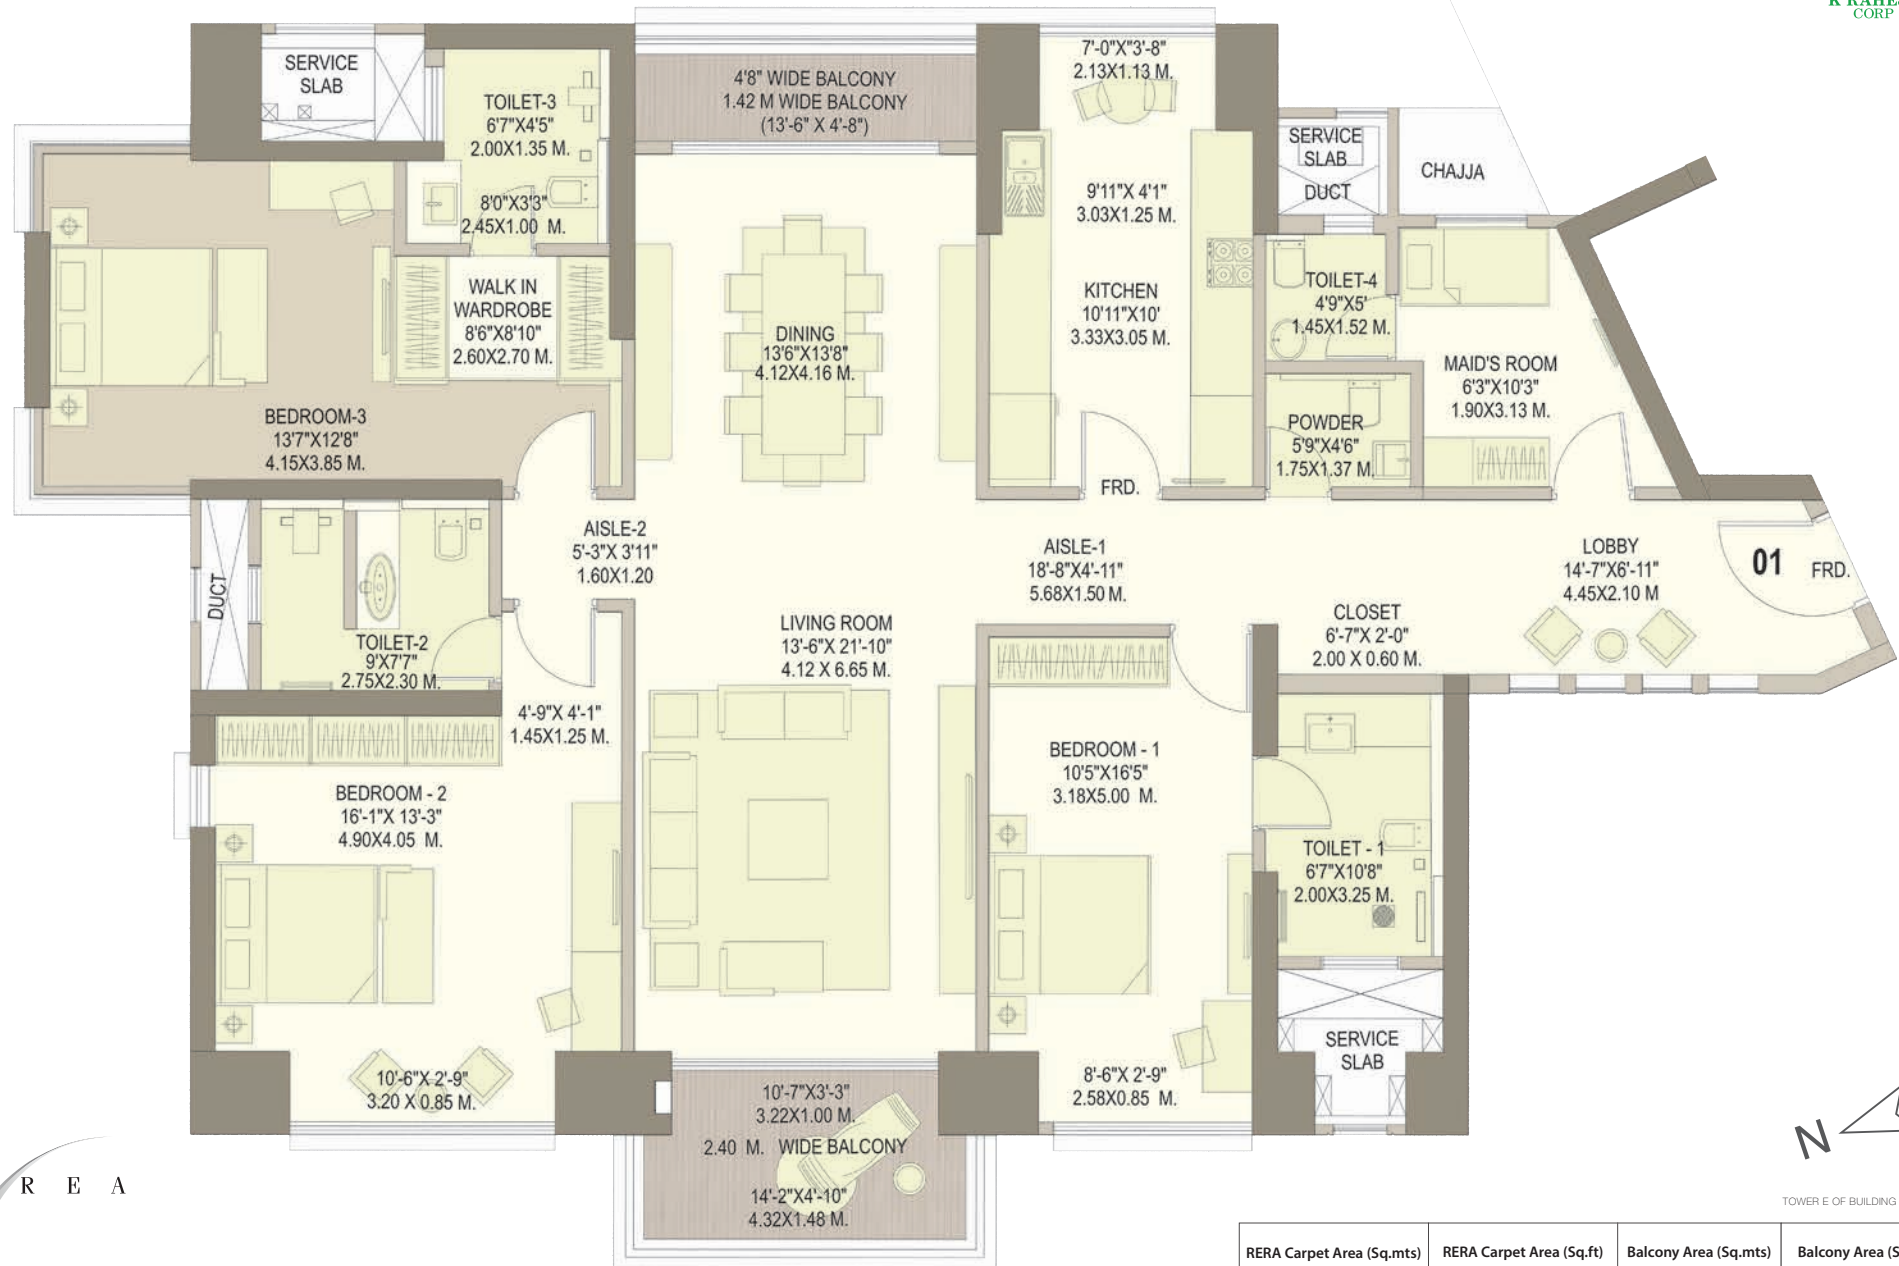 CORP
SERVICE
SLAB
TOILET-3
6'7"X4'5"
2.00X1.35 M.
8'0"X3'3"
2.45X1.00 M.
4'8" WIDE BALCONY
1.42 M WIDE BALCONY
(13'-6" X 4'-8")
7'-0"X"3'-8"
2.13X1.13 M.
SERVICE
SLAB
DUCT
CHAJJA
9'11"X 4'1"
3.03X1.25 M.
KITCHEN
10'11"X10'
3.33X3.05 M.
WALK IN
WARDROBE
8'6"X8'10"
2.60X2.70 M.
DINING
13'6"X13'8"
4.12X4.16 M.
TOILET-4
4'9"X5'
1.45X1.52 M.
MAID'S ROOM
6'3"X10'3"
1.90X3.13 M.
BEDROOM-3
13'7"X12'8"
4.15X3.85 M.
POWDER
5'9"X4'6"
1.75X1.37 M.
FRD.
AISLE-2
5'-3"X 3'11"
1.60X1.20
AISLE-1
18'-8"X4'-11"
5.68X1.50 M.
LOBBY
14'-7"X6'-11"
4.45X2.10 M
01
FRD.
DUCT
TOILET-2
9'X7'7"
2.75X2.30 M.
LIVING ROOM
13'-6"X 21'-10"
4.12 X 6.65 M.
CLOSET
6'-7"X 2'-0"
2.00 X 0.60 M.
4'-9"X 4'-1"
1.45X1.25 M.
BEDROOM - 2
16'-1"X 13'-3"
4.90X4.05 M.
BEDROOM - 1
10'5"X16'5"
3.18X5.00 M.
TOILET - 1
6'7"X10'8"
2.00X3.25 M.
SERVICE
SLAB
10'-6"X 2'-9"
3.20 X 0.85 M.
10'-7"X3'-3"
3.22X1.00 M.
2.40 M. WIDE BALCONY
14'-2"X4'-10"
4.32X1.48 M.
8'-6"X 2'-9"
2.58X0.85 M.
N
R E A
TOWER E OF BUILDING
RERA Carpet Area (Sq.mts) RERA Carpet Area (Sq.ft) Balcony Area (Sq.mts) Balcony Area (S